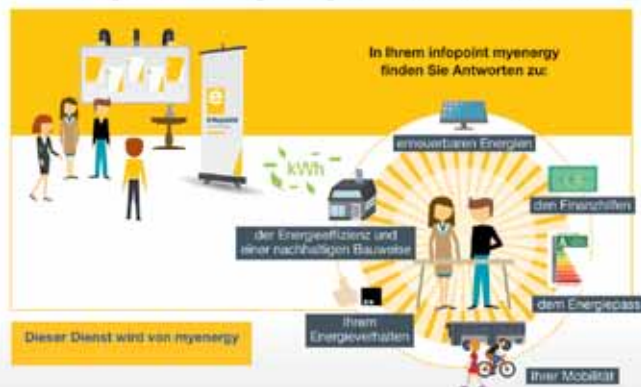 In Ihrem infopoint myenergy
finden Sie Antworten zu:
erneuerbaren Energien
kWh
den Finanzhilfen
der Energieeffizienz und
einer nachhaltigen Bauweise
A
dem Energiepass
Ihrem
Energieverhalten
Ihrer Mobilität
Dieser Dienst wird von myenergy